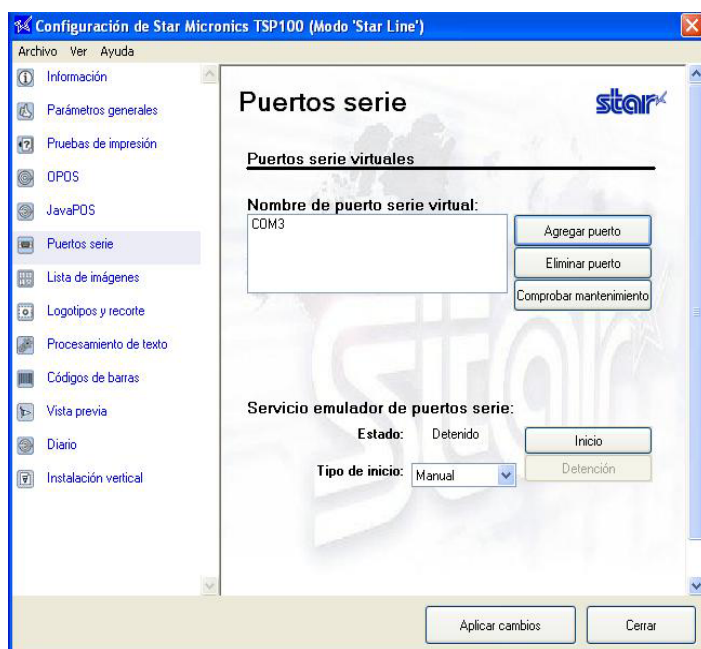 Configuración de Star Micronics TSP100 (Modo 'Star Line')
Archivo Ver Ayuda
Información
Parámetros generales
Pruebas de impresión
OPOS
JavaPOS
Puertos serie
Lista de imágenes
Logotipos y recorte
Procesamiento de texto
Códigos de barras
Vista previa
Diario
Instalación vertical
Puertos serie
star
Puertos serie virtuales
Nombre de puerto serie virtual:
COM3
Agregar puerto
Eliminar puerto
Comprobar mantenimiento
Servicio emulador de puertos serie:
Estado: Detenido
Inicio
Tipo de inicio: Manual
Detención
star
Aplicar cambios
Cerrar